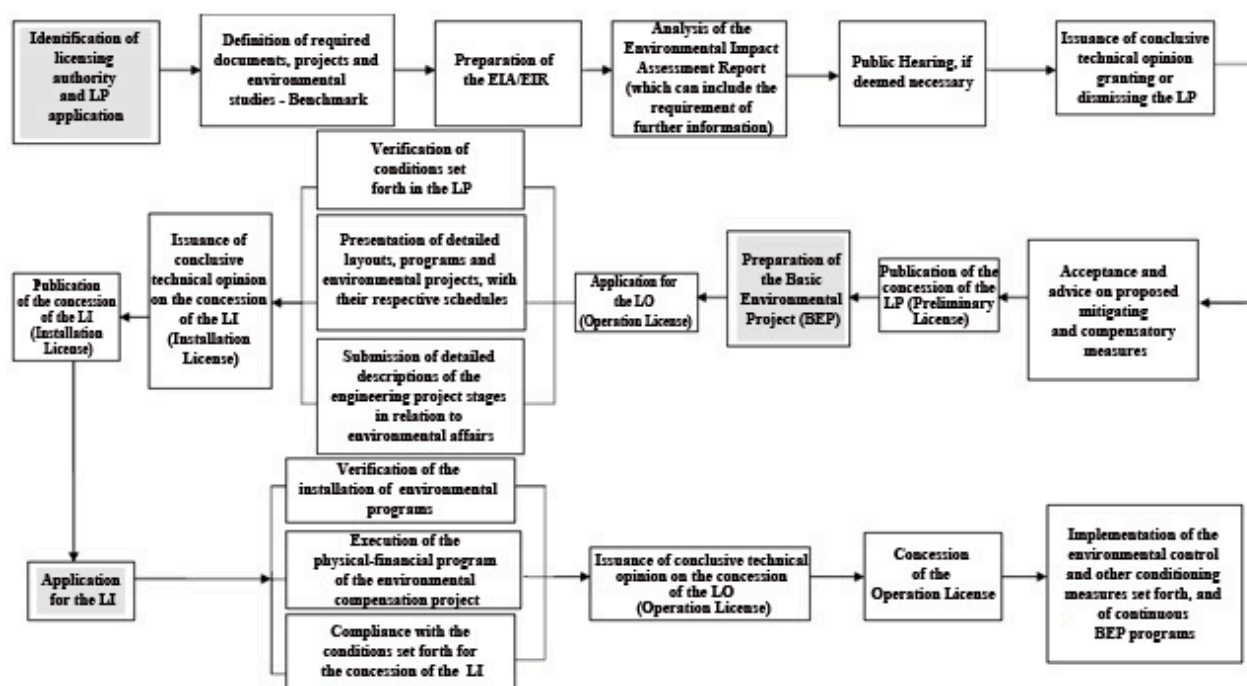 Identification of
licensing
authority
and LP
application
Definition of required
documents, projects and
environmental
studies - Benchmark
Preparation of
the EIA/EIR
Analysis of the
Environmental Impact
Assessment Report
(which can include the
requirement of
further information)
Public Hearing, if
deemed necessary
Issuance of conclusive
technical opinion
granting or
dismissing the LP
Acceptance and
advice on proposed
mitigating
and compensatory
measures
Publication of the
concession of the
LP (Preliminary
License)
Preparation of
the Basic
Environmental
Project (BEP)
Application for
the LO
(Operation License)
Verification of
conditions set
forth in the LP
Presentation of detailed
layouts, programs and
environmental projects, with
their respective schedules
Submission of detailed
descriptions of the
engineering project stages
in relation to
environmental affairs
Issuance of
conclusive
technical opinion
on the concession
of the LI
(Installation
License)
Publication
of the concession
of the LI
(Installation
License)
Application
for the LI
Verification of the
installation of environmental
programs
Execution of the
physical-financial program
of the environmental
compensation project
Compliance with the
conditions set forth for
the concession of the LI
Issuance of conclusive technical
opinion on the concession
of the LO
(Operation License)
Concession
of the
Operation License
Implementation of the
environmental control
and other conditioning
measures set forth, and
of continuous
BEP programs